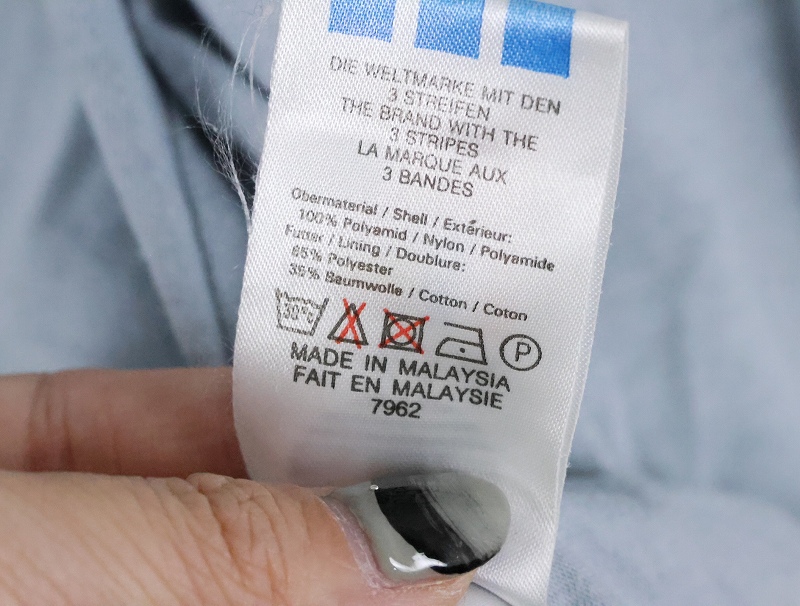 DIE WELTMARKE MIT DEN
3 STREIFEN
THE BRAND WITH THE
3 STRIPES
LA MARQUE AUX
3 BANDES
Obermaterial / Shell / Extérieur:
100% Polyamid / Nylon / Polyamide
Futter / Lining / Doublure:
65% Polyester
35% Baumwolle / Cotton / Coton
30°C P
MADE IN MALAYSIA
FAIT EN MALAYSIE
7962